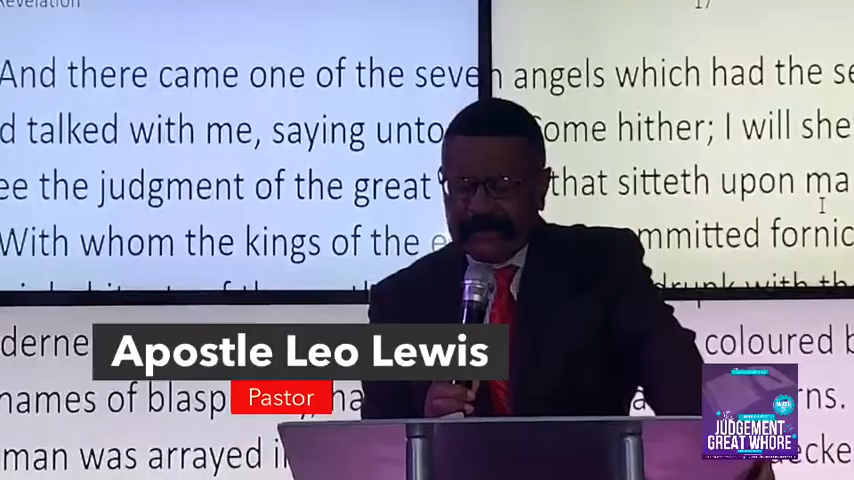 Revelation
17
And there came one of the seven angels which had the se
d talked with me, saying unto Come hither; I will she
ee the judgment of the great that sitteth upon ma
With whom the kings of the e mmitted fornic
drunk with th
derne coloured b
names of blasp ha rns.
man was arrayed i decke
Apostle Leo Lewis
Pastor
JUDGEMENT
GREAT WHORE